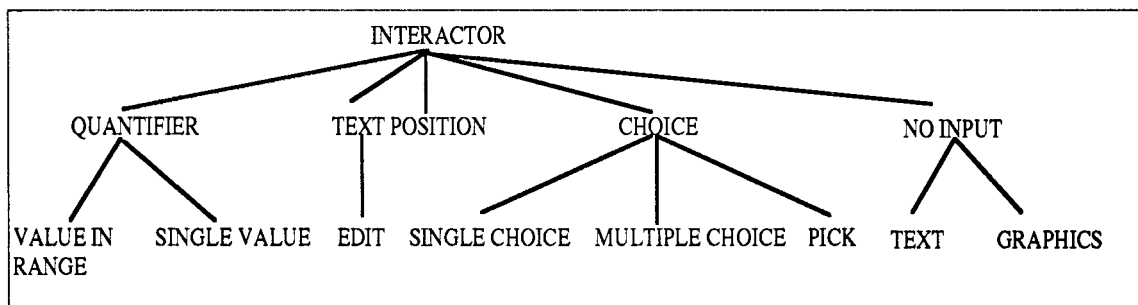 INTERACTOR
QUANTIFIER TEXT POSITION CHOICE NO INPUT
VALUE IN RANGE SINGLE VALUE EDIT SINGLE CHOICE MULTIPLE CHOICE PICK TEXT GRAPHICS